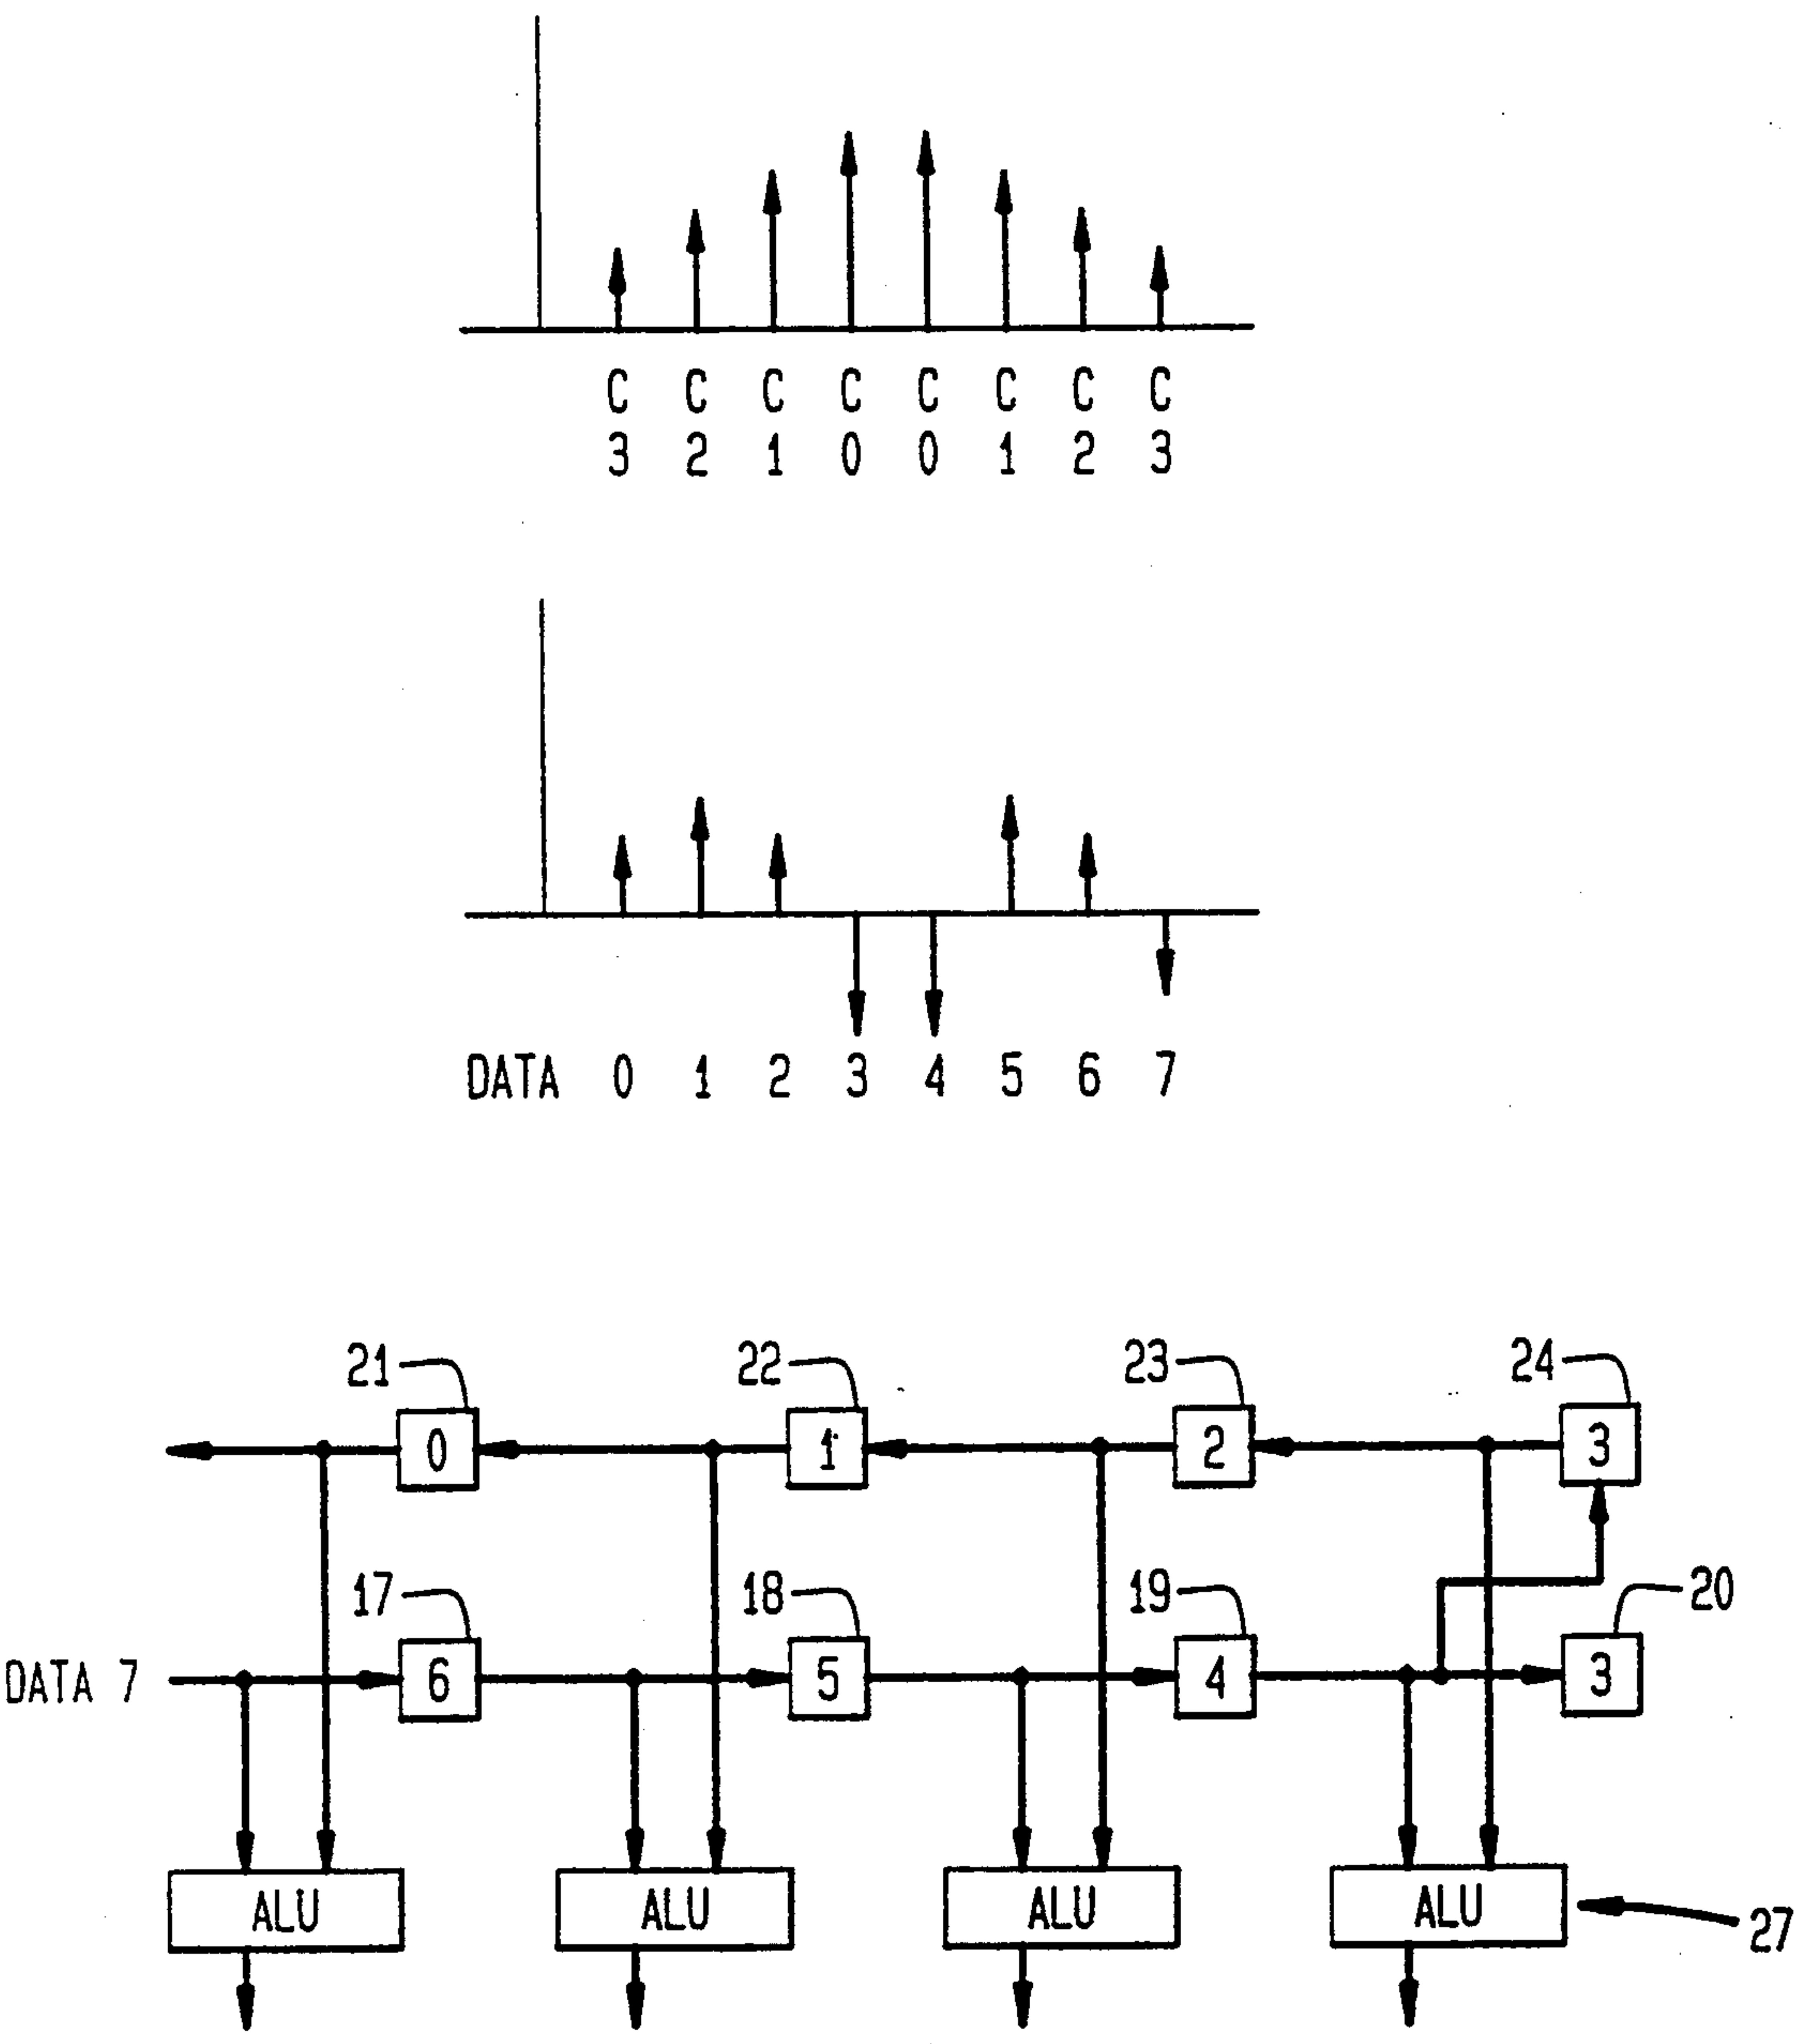 C C C C C C C C
3 2 1 0 0 1 2 3
DATA 0 1 2 3 4 5 6 7
21 22 23 24
0 1 2 3
17 18 19 20
DATA 7 6 5 4 3
ALU ALU ALU ALU
27